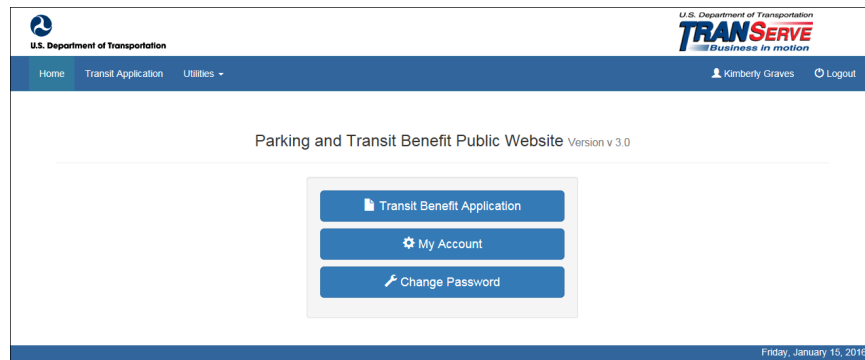 U.S. Department of Transportation
U.S. Department of Transportation
TRANSERVE
Business in motion
Home Transit Application Utilities Kimberly Graves Logout
Parking and Transit Benefit Public Website Version v 3.0
Transit Benefit Application
My Account
Change Password
Friday, January 15, 2016